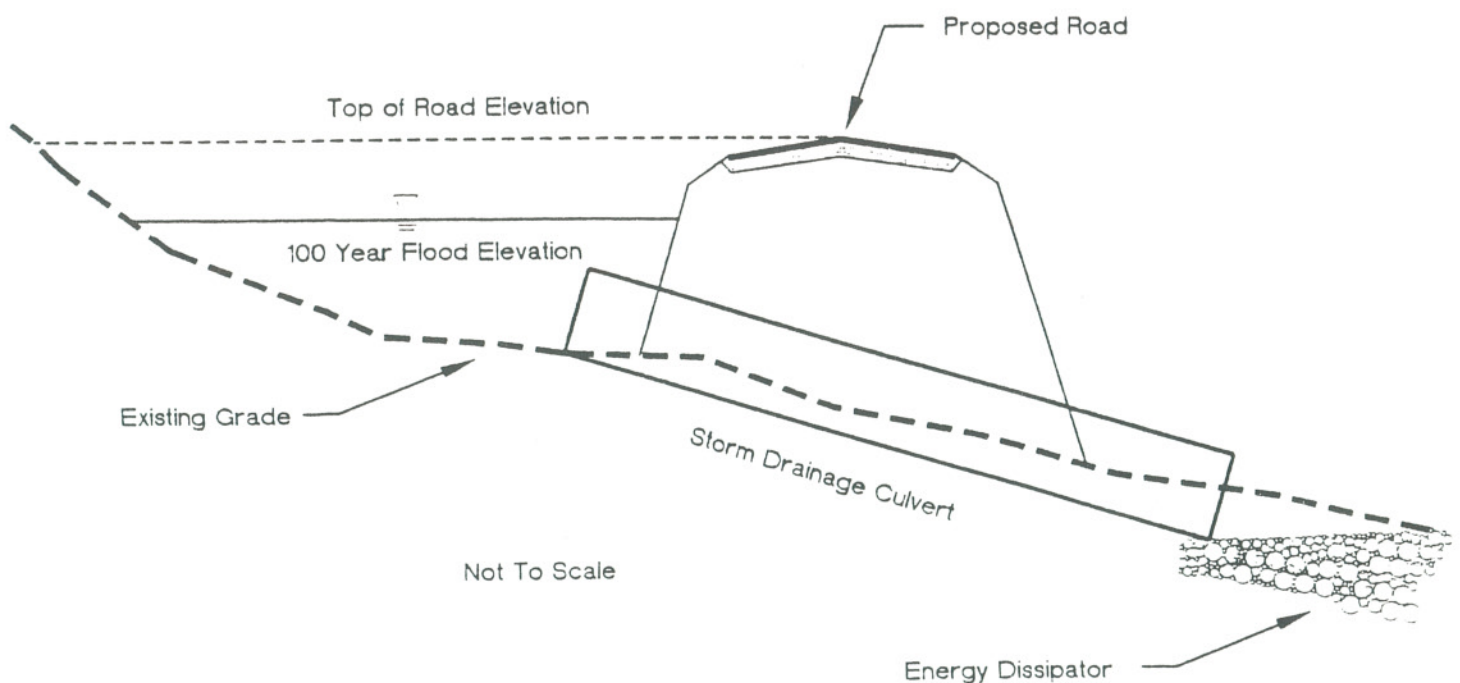 Proposed Road
Top of Road Elevation
100 Year Flood Elevation
Existing Grade
Storm Drainage Culvert
Not To Scale
Energy Dissipator